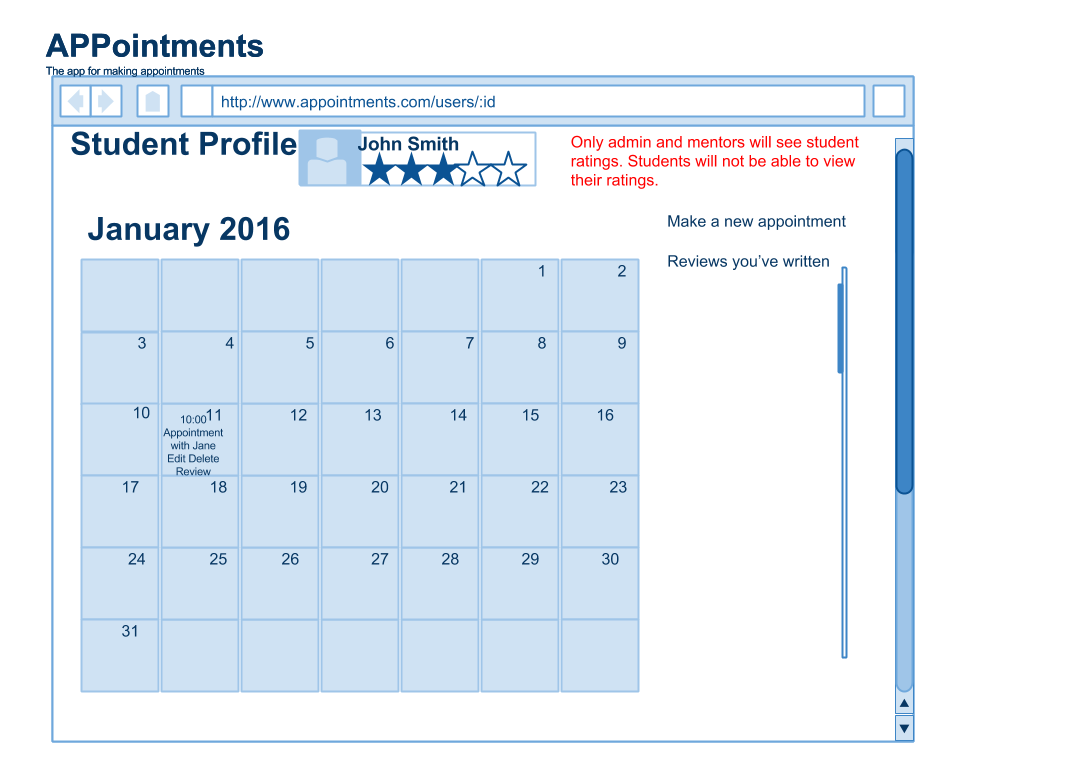 APPointments
The app for making appointments
http://www.appointments.com/users/:id
Student Profile
John Smith
Only admin and mentors will see student
ratings. Students will not be able to view
their ratings.
January 2016
Make a new appointment
Reviews you’ve written
1 2
3 4 5 6 7 8 9
10 11 12 13 14 15 16
10:00
Appointment
with Jane
Edit Delete
Review
17 18 19 20 21 22 23
24 25 26 27 28 29 30
31